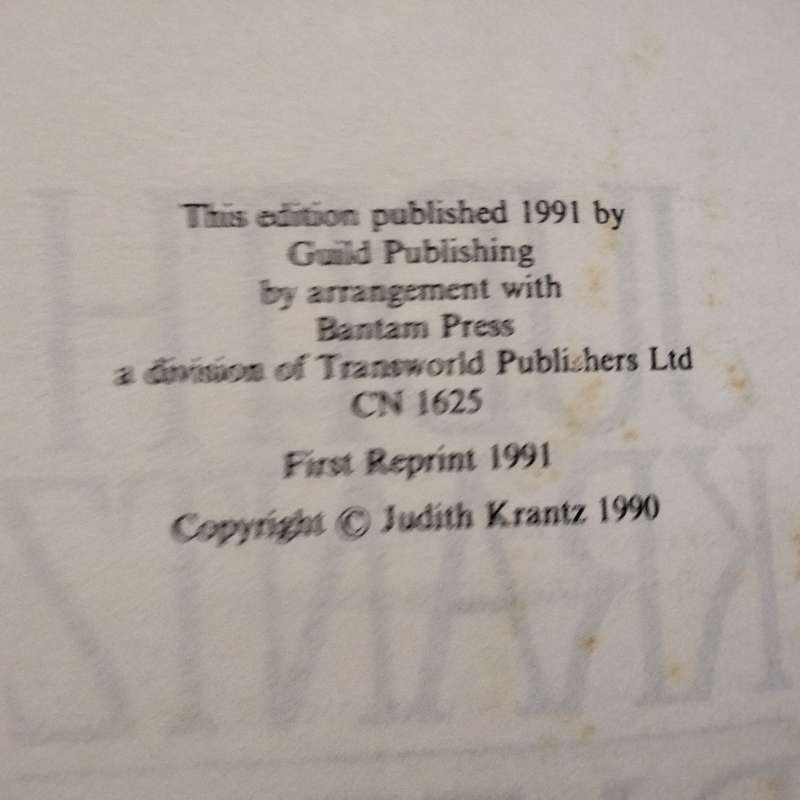 This edition published 1991 by
Guild Publishing
by arrangement with
Bantam Press
a division of Transworld Publishers Ltd
CN 1625
First Reprint 1991
Copyright © Judith Krantz 1990